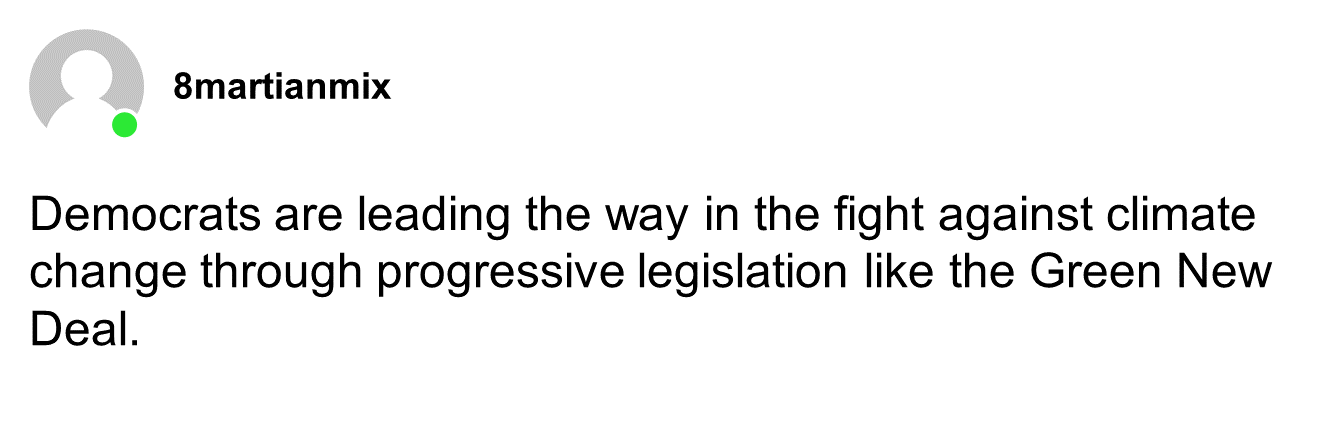 8martianmix
Democrats are leading the way in the fight against climate
change through progressive legislation like the Green New
Deal.